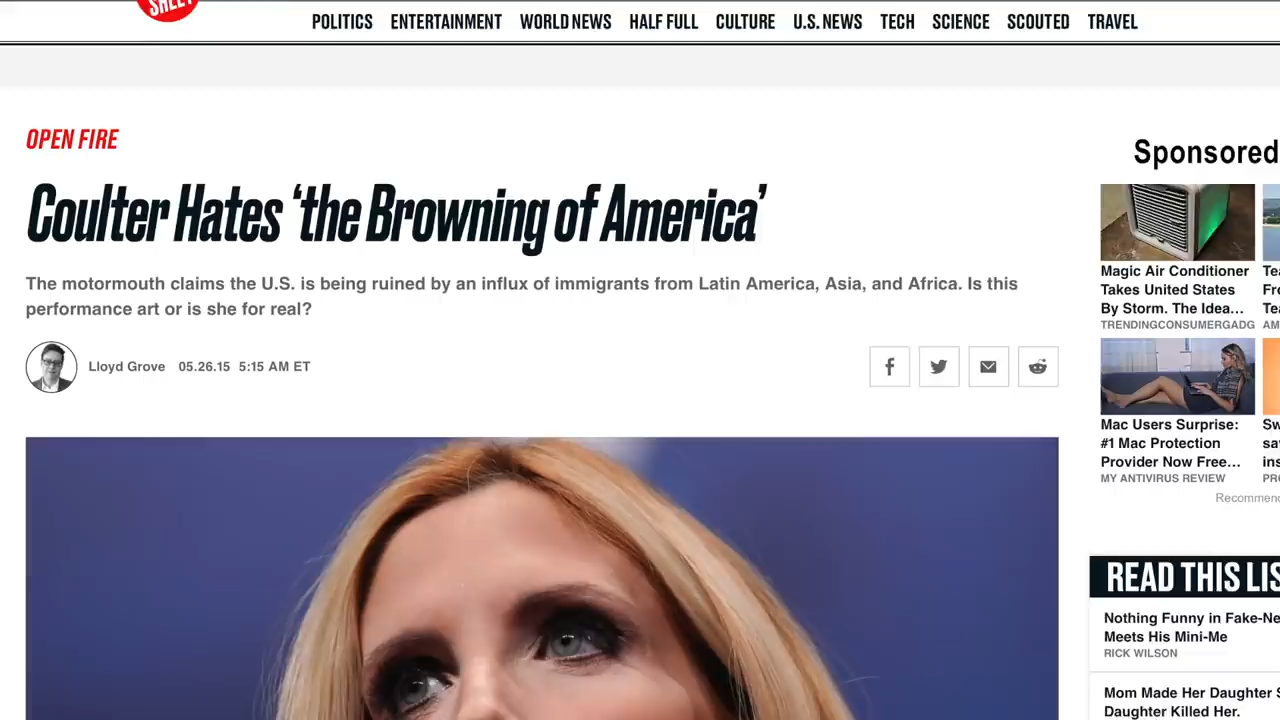 SHEET
POLITICS ENTERTAINMENT WORLD NEWS HALF FULL CULTURE U.S. NEWS TECH SCIENCE SCOUTED TRAVEL
OPEN FIRE
Coulter Hates ‘the Browning of America’
The motormouth claims the U.S. is being ruined by an influx of immigrants from Latin America, Asia, and Africa. Is this
performance art or is she for real?
Lloyd Grove 05.26.15 5:15 AM ET
Sponsored
Magic Air Conditioner
Takes United States
By Storm. The Idea…
TRENDINGCONSUMERGADG
Mac Users Surprise:
#1 Mac Protection
Provider Now Free…
MY ANTIVIRUS REVIEW
READ THIS LIS
Nothing Funny in Fake-Ne
Meets His Mini-Me
RICK WILSON
Mom Made Her Daughter S
Daughter Killed Her.